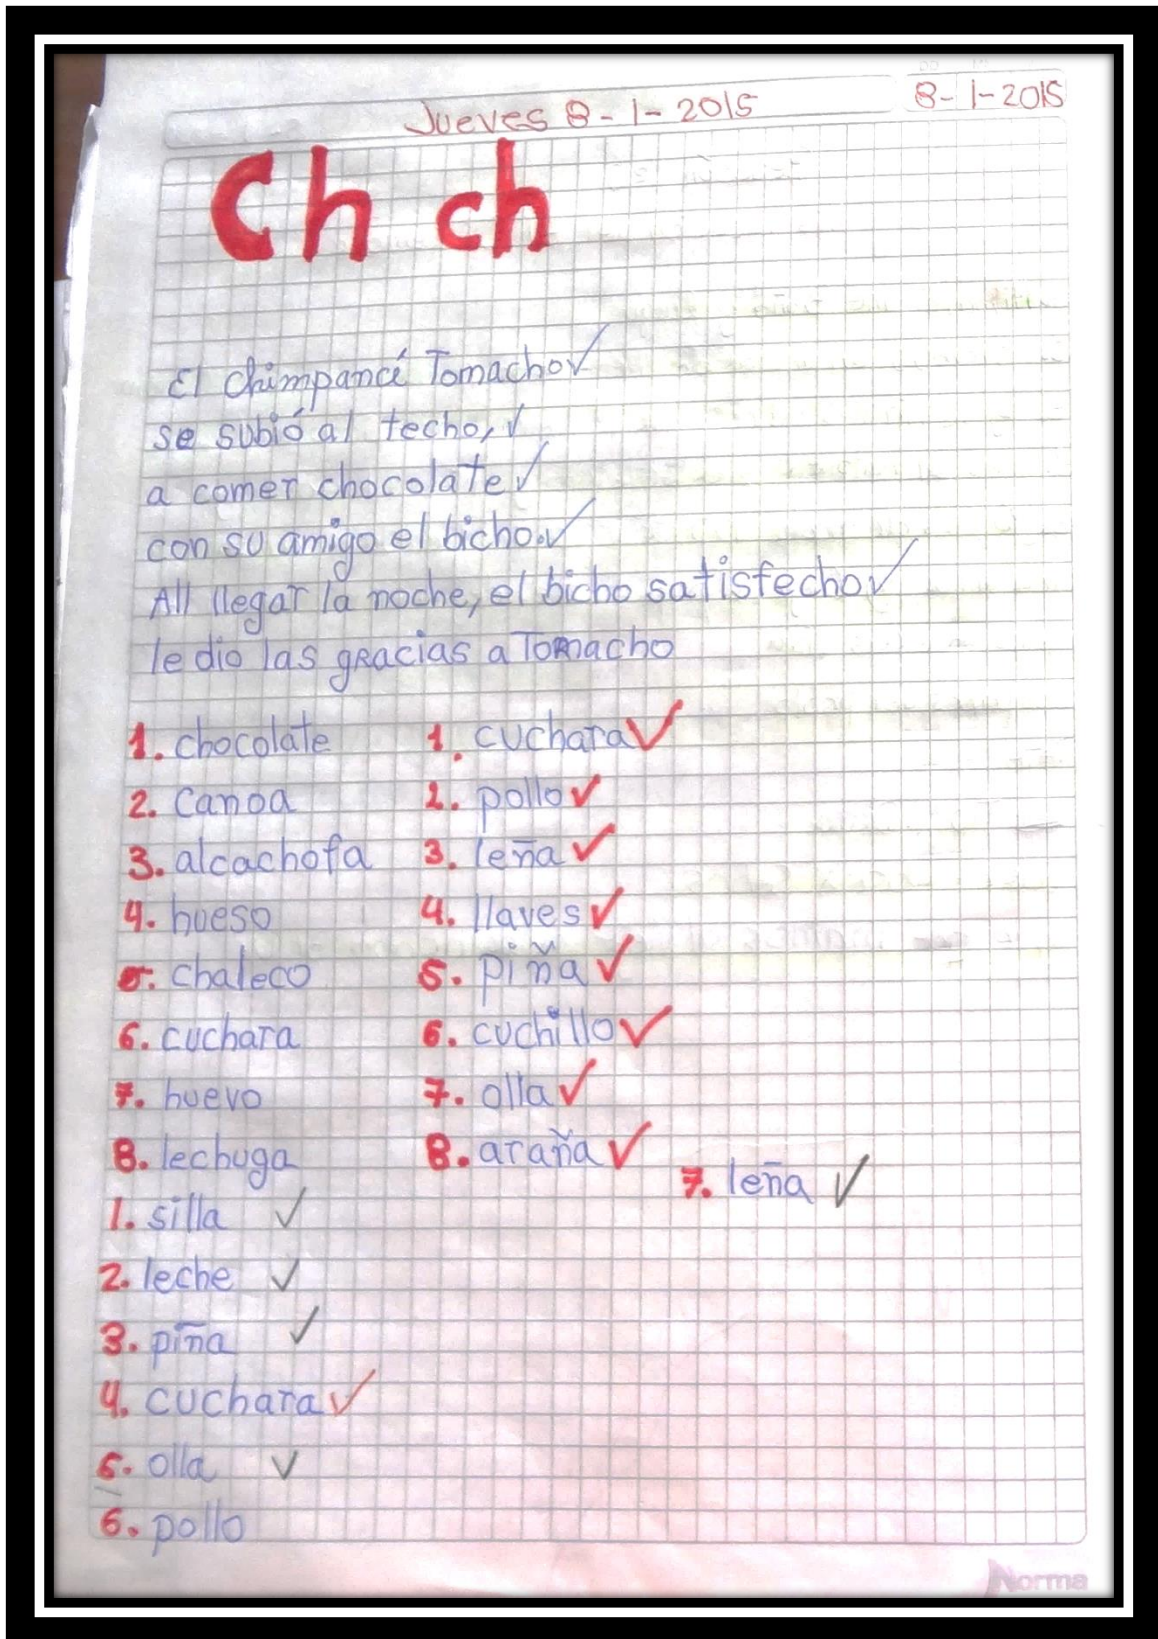 Jueves 8-1-2015
8-1-2015
Ch ch
El chimpancé Tomacho
se subió al techo,
a comer chocolate
con su amigo el bicho.
All llegar la noche, el bicho satisfecho
le dio las gracias a Tomacho
1. chocolate
2. canoa
3. alcachofa
4. hueso
5. chaleco
6. cuchara
7. huevo
8. lechuga
1. cuchara
2. pollo
3. leña
4. llaves
5. piña
6. cuchillo
7. olla
8. araña
1. silla
2. leche
3. piña
4. cuchara
5. olla
6. pollo
7. leña
Norma